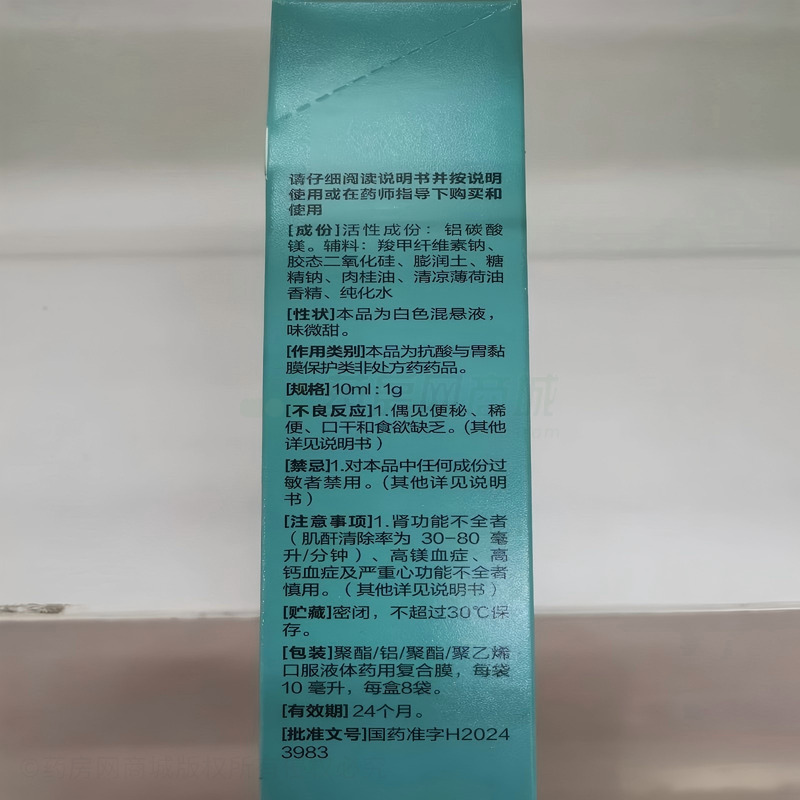 请仔细阅读说明书并按说明
使用或在药师指导下购买和
使用
[成份]活性成份：铝碳酸
镁。辅料：羧甲纤维素钠、
胶态二氧化硅、膨润土、糖
精钠、肉桂油、清凉薄荷油
香精、纯化水
[性状]本品为白色混悬液，
味微甜。
[作用类别]本品为抗酸与胃黏
膜保护类非处方药药品。
[规格]10ml:1g
[不良反应]1.偶见便秘、稀
便、口干和食欲缺乏。(其他
详见说明书)
[禁忌]1.对本品中任何成份过
敏者禁用。(其他详见说明
书)
[注意事项]1.肾功能不全者
(肌酐清除率为 30-80 毫
升/分钟)、高镁血症、高
钙血症及严重心功能不全者
慎用。(其他详见说明书)
[贮藏]密闭，不超过30℃保
存。
[包装]聚酯/铝/聚酯/聚乙烯
口服液体药用复合膜，每袋
10 毫升，每盒8袋。
[有效期]24个月。
[批准文号]国药准字H2024
3983